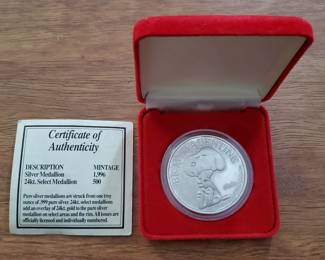 Certificate of
Authenticity
DESCRIPTION MINTAGE
Silver Medallion 1,996
24kt. Select Medallion 500
Pure silver medallions are struck from one troy
ounce of .999 pure silver. 24kt. select medallions
add an overlay of 24kt. gold to the pure silver
medallion on select areas and the rim. All issues are
officially licensed and individually numbered.